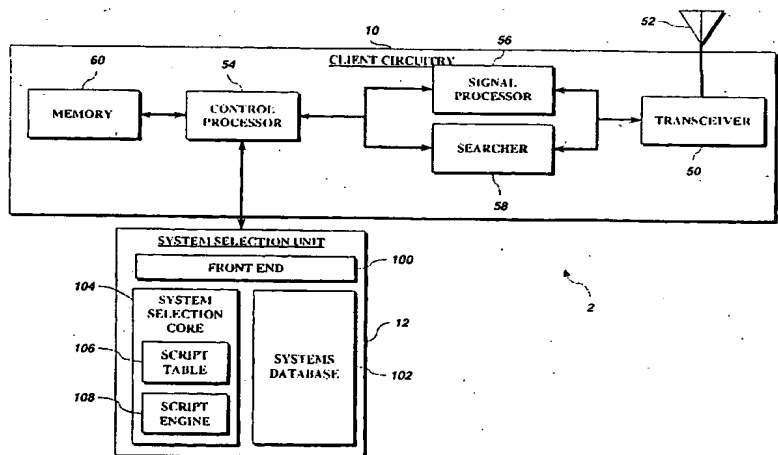 10
52
CLIENT CIRCUITRY
60
54
56
MEMORY
CONTROL
PROCESSOR
SIGNAL
PROCESSOR
SEARCHER
58
TRANSCEIVER
50
SYSTEM SELECTION UNIT
FRONT END
100
104
SYSTEM
SELECTION
CORE
106
SCRIPT
TABLE
108
SCRIPT
ENGINE
SYSTEMS
DATABASE
12
102
2